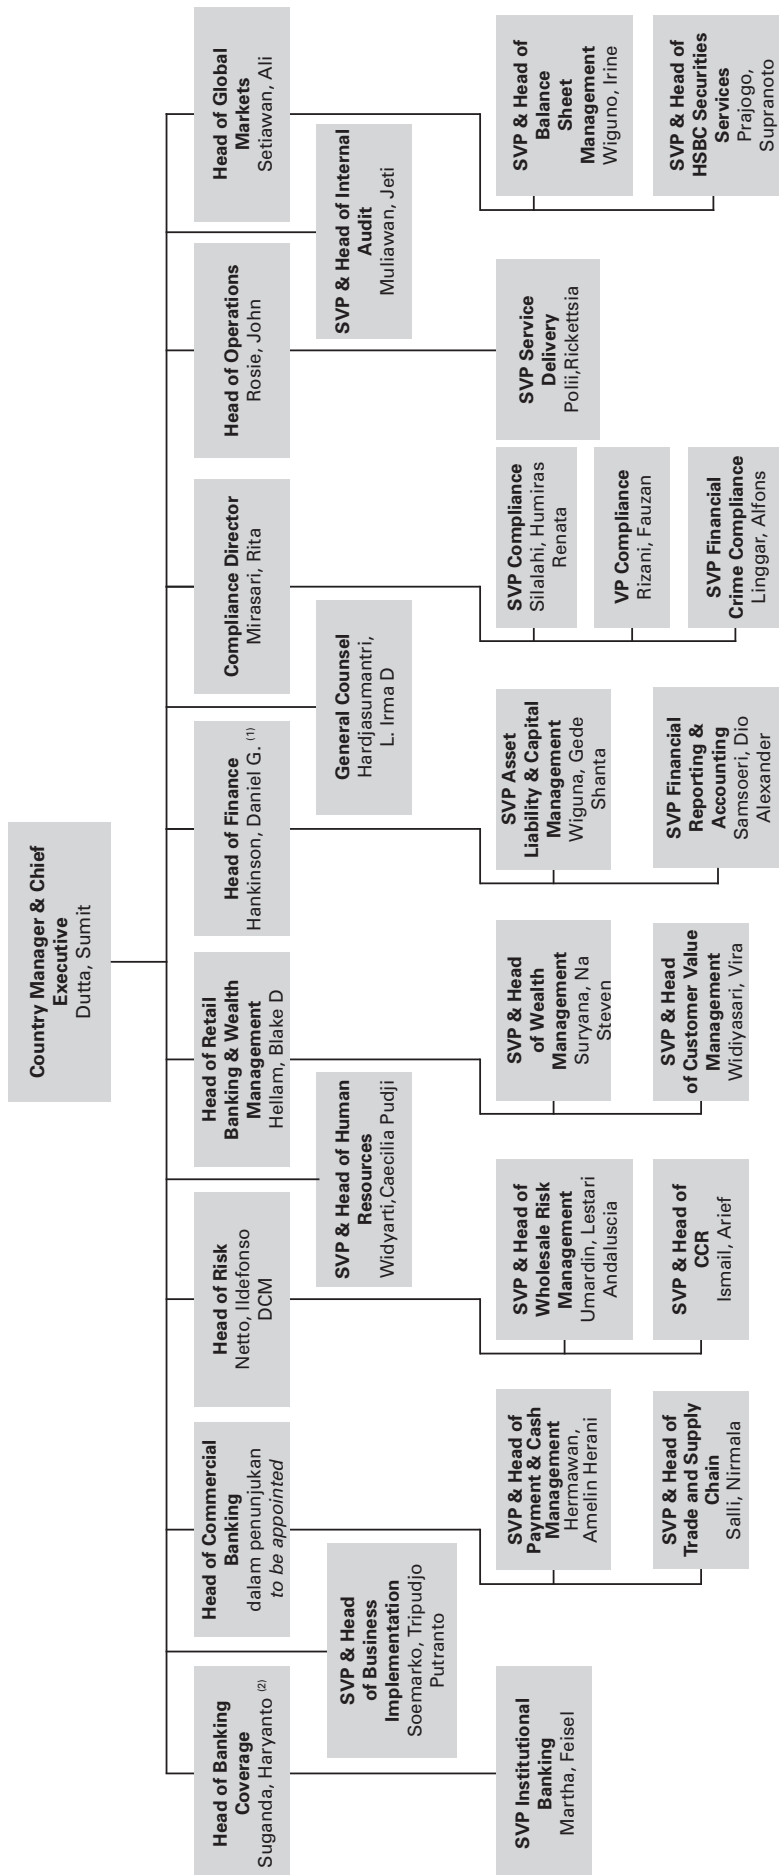 Country Manager & Chief
Executive
Dutta, Sumit
Head of Banking
Coverage
Suganda, Haryanto (2)
Head of Commercial
Banking
dalam penunjukan
to be appointed
Head of Risk
Netto, Ildefonso
DCM
Head of Retail
Banking & Wealth
Management
Hellam, Blake D
Head of Finance
Hankinson, Daniel G. (1)
Compliance Director
Mirasari, Rita
Head of Operations
Rosie, John
Head of Global
Markets
Setiawan, Ali
SVP & Head
of Business
Implementation
Soemarko, Tripudjo
Putranto
SVP & Head of Human
Resources
Widyarti,Caecilia Pudji
General Counsel
Hardjasumantri,
L. Irma D
SVP & Head of Internal
Audit
Muliawan, Jeti
SVP Institutional
Banking
Martha, Feisel
SVP & Head of
Payment & Cash
Management
Hermawan,
Amelin Herani
SVP & Head of
Wholesale Risk
Management
Umardin, Lestari
Andaluscia
SVP & Head
of Wealth
Management
Suryana, Na
Steven
SVP Asset
Liability & Capital
Management
Wiguna, Gede
Shanta
SVP Compliance
Silalahi, Humiras
Renata
VP Compliance
Rizani, Fauzan
SVP Financial
Crime Compliance
Linggar, Alfons
SVP Service
Delivery
Polii,Rickettsia
SVP & Head of
Balance
Sheet
Management
Wiguno, Irine
SVP & Head of
Trade and Supply
Chain
Salli, Nirmala
SVP & Head of
CCR
Ismail, Arief
SVP & Head
of Customer Value
Management
Widiyasari, Vira
SVP Financial
Reporting &
Accounting
Samsoeri, Dio
Alexander
SVP & Head of
HSBC Securities
Services
Prajogo,
Supranoto